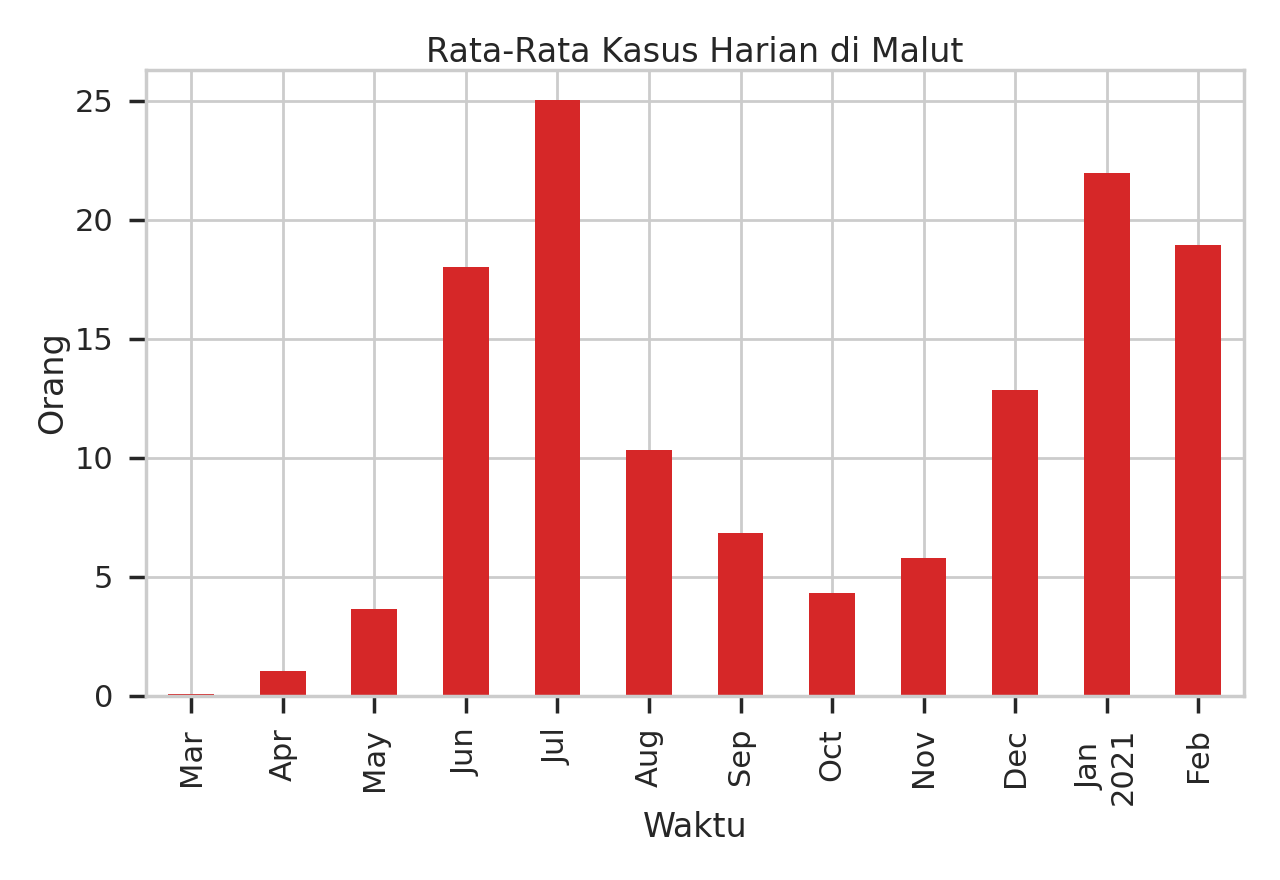 Rata-Rata Kasus Harian di Malut
Orang
25
20
15
10
5
0
Mar
Apr
May
Jun
Jul
Aug
Sep
Oct
Nov
Dec
Jan
2021
Feb
Waktu